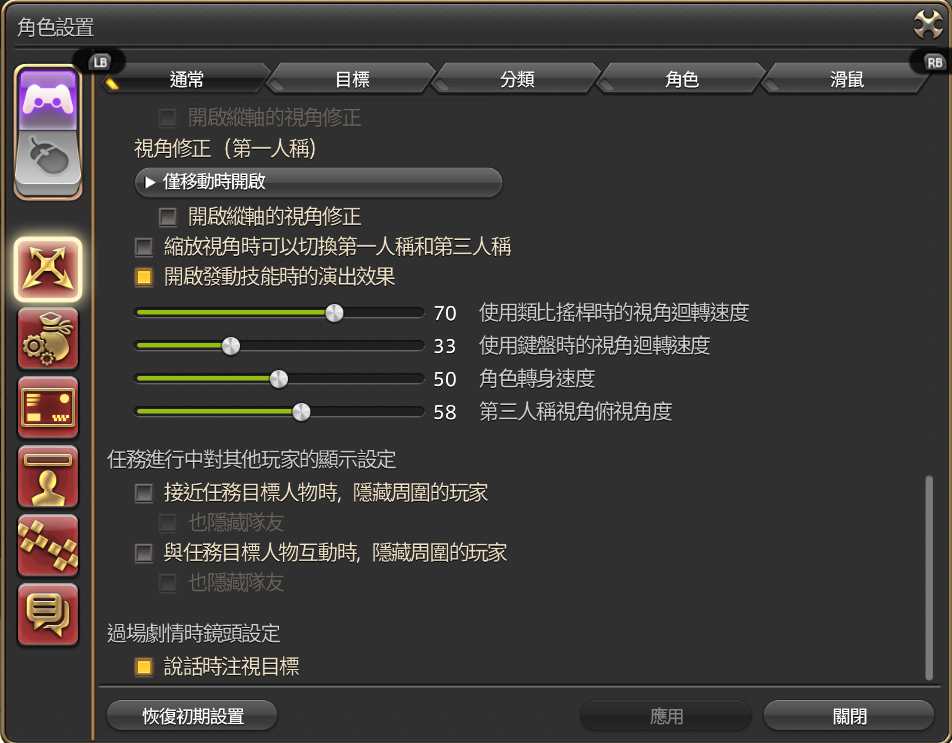 角色設置
LB
通常
目標
分類
角色
滑鼠
RB
開啟縱軸的視角修正
視角修正（第一人稱）
僅移動時開啟
開啟縱軸的視角修正
縮放視角時可以切換第一人稱和第三人稱
開啟發動技能時的演出效果
70 使用類比搖桿時的視角迴轉速度
33 使用鍵盤時的視角迴轉速度
50 角色轉身速度
58 第三人稱視角俯視角度
任務進行中對其他玩家的顯示設定
接近任務目標人物時，隱藏周圍的玩家
也隱藏隊友
與任務目標人物互動時，隱藏周圍的玩家
也隱藏隊友
過場劇情時鏡頭設定
說話時注視目標
恢復初期設置
應用
關閉